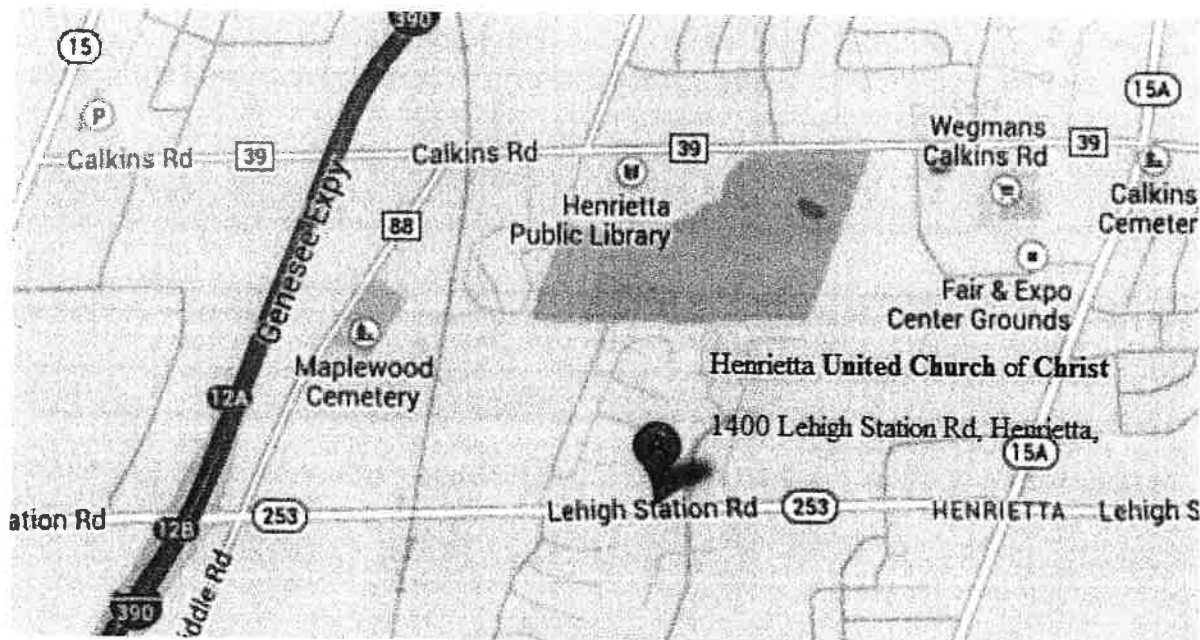 390
15
15A
P
Wegmans
Calkins Rd
39
Calkins Rd
39
Calkins Rd
39
Henrietta
Public Library
Calkins
Cemeter
88
Genesee Expy
Fair & Expo
Center Grounds
Maplewood
Cemetery
Henrietta United Church of Christ
12A
1400 Lehigh Station Rd, Henrietta,
15A
ation Rd
12B
253
Lehigh Station Rd
253
HENRIETTA
Lehigh S
390
iddle Rd